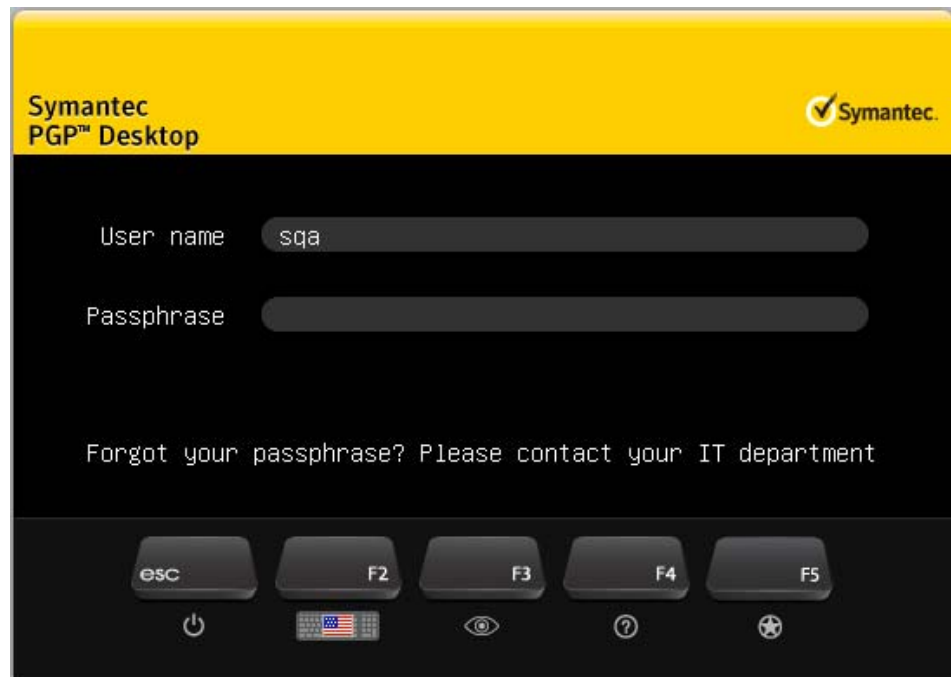 Symantec
PGP™ Desktop
Symantec.
User name sqa
Passphrase
Forgot your passphrase? Please contact your IT department
esc F2 F3 F4 F5